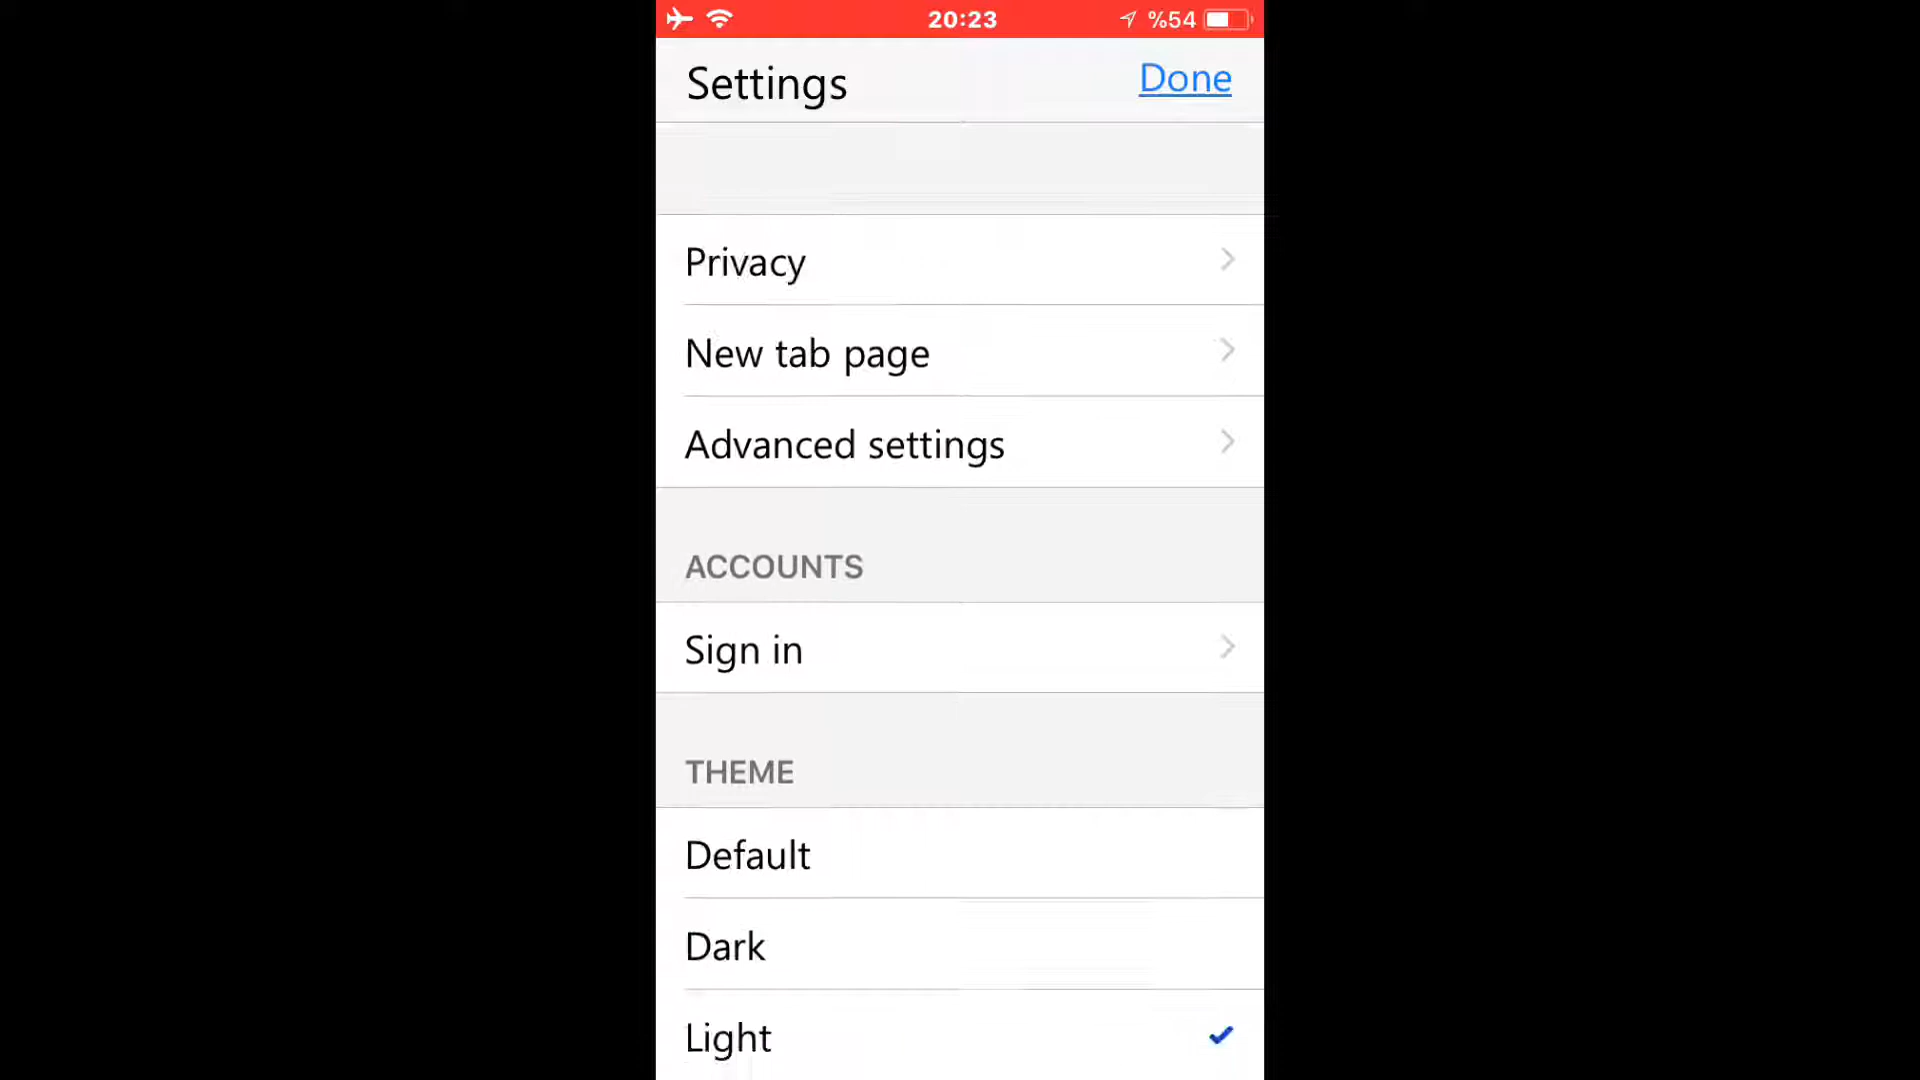 20:23 %54
Settings Done
Privacy
New tab page
Advanced settings
ACCOUNTS
Sign in
THEME
Default
Dark
Light